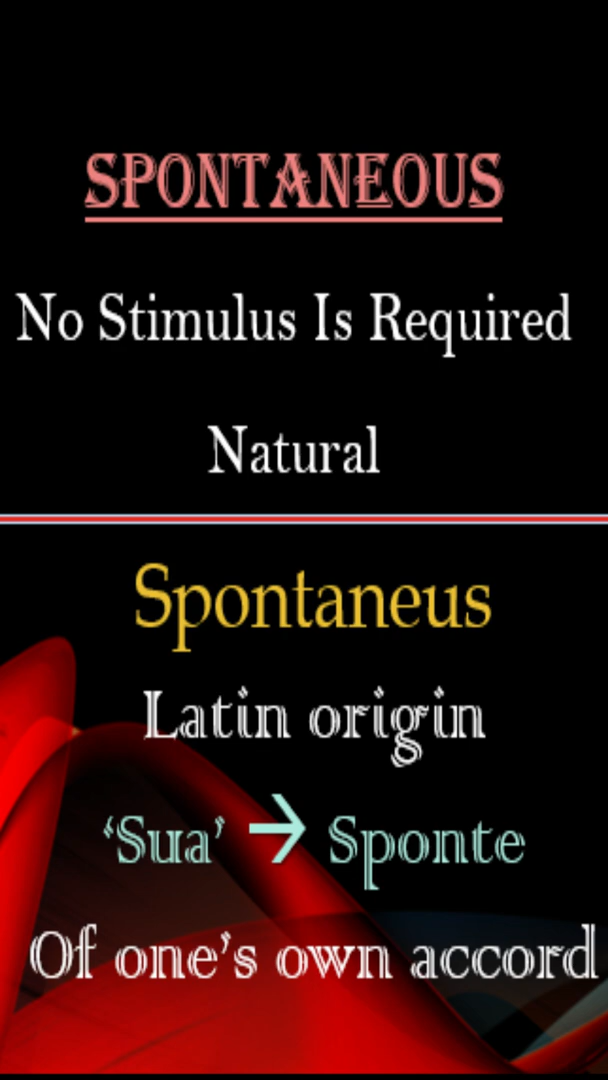 SPONTANEOUS
No Stimulus Is Required
Natural
Spontaneus
Latin origin
‘Sua’ → Sponte
Of one’s own accord